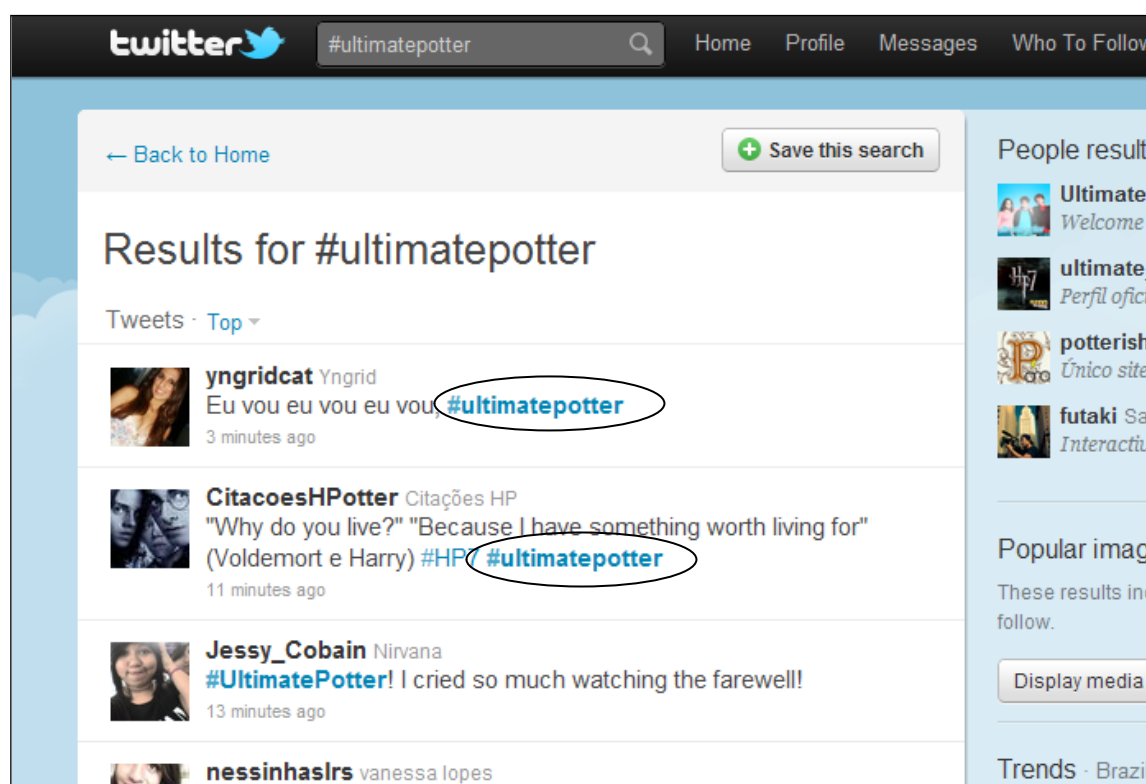 twitter
#ultimatepotter
Home Profile Messages Who To Follow
← Back to Home
Save this search
Results for #ultimatepotter
Tweets · Top
yngridcat Yngrid
Eu vou eu vou eu vou, #ultimatepotter
3 minutes ago
CitacoesHPotter Citações HP
"Why do you live?" "Because I have something worth living for"
(Voldemort e Harry) #HP7 #ultimatepotter
11 minutes ago
Jessy_Cobain Nirvana
#UltimatePotter! I cried so much watching the farewell!
13 minutes ago
nessinhaslrs vanessa lopes
People result
Ultimate
Welcome
ultimate
Perfil ofic
potterish
Único site
futaki Sa
Interactiv
Popular imag
These results in
follow.
Display media
Trends · Brazi